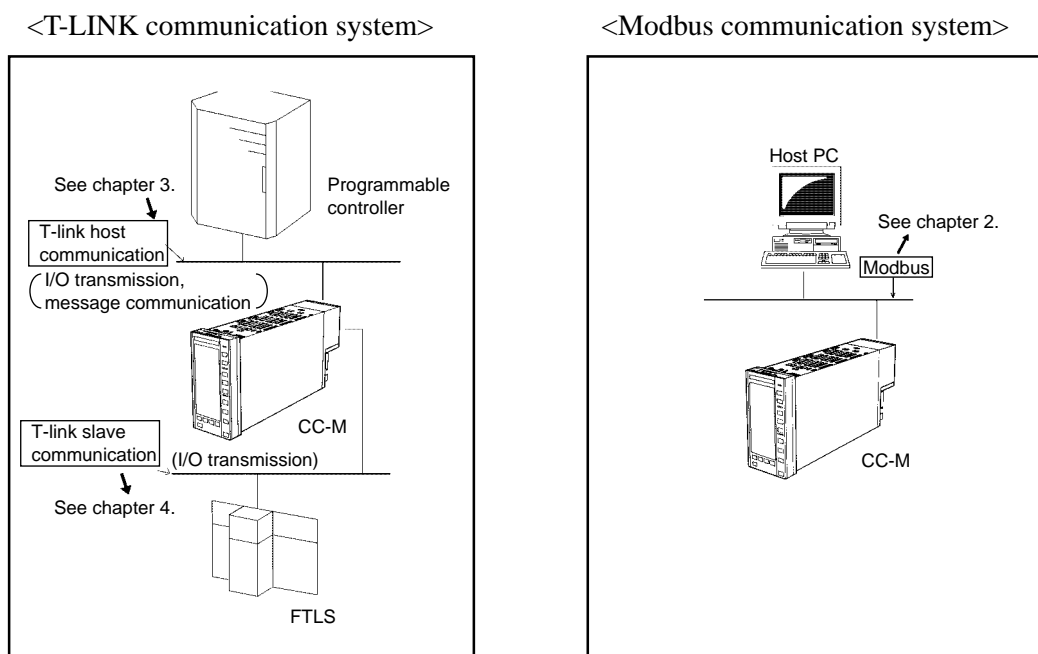 <T-LINK communication system>
See chapter 3.
Programmable
controller
T-link host
communication
(I/O transmission,
message communication)
CC-M
T-link slave
communication
(I/O transmission)
See chapter 4.
FTLS
<Modbus communication system>
Host PC
See chapter 2.
Modbus
CC-M